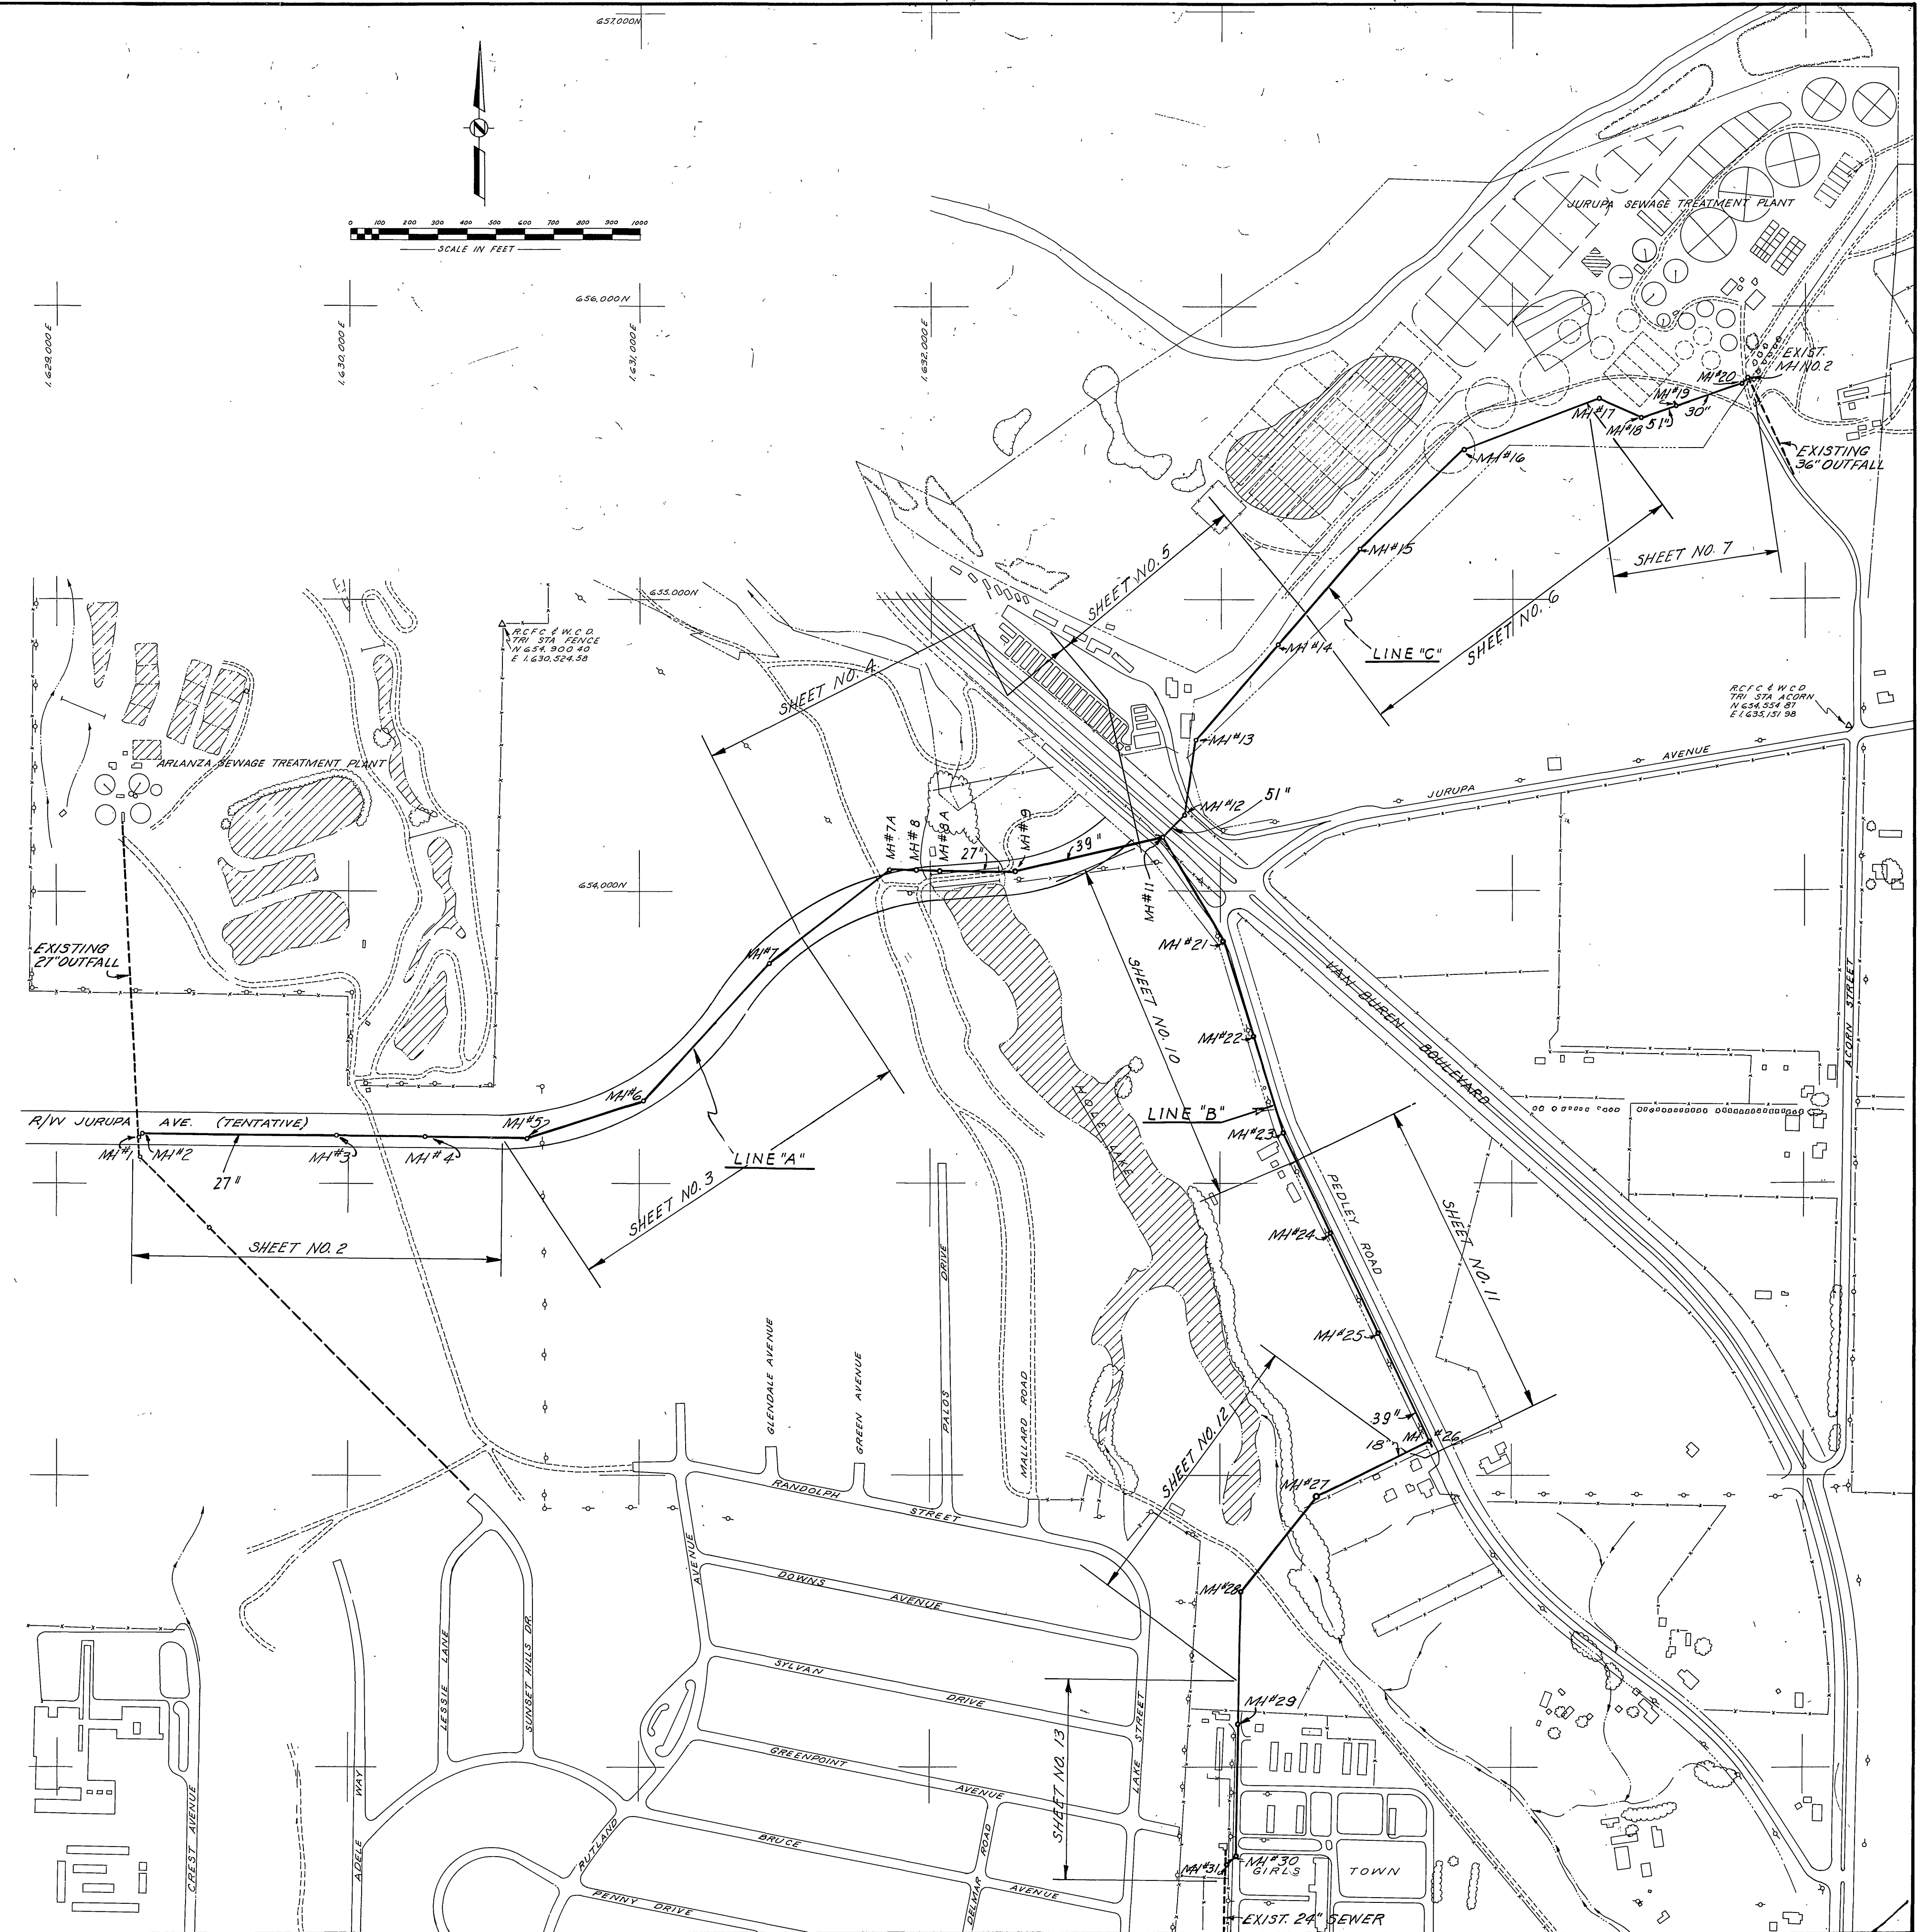 657,000N
0 100 200 300 400 500 600 700 800 900 1000
SCALE IN FEET
JURUPA SEWAGE TREATMENT PLANT
656,000N
1,629,000E
1,630,000E
1,631,000E
1,632,000E
EXIST.
MH NO. 2
MH#20
MH#19
30"
MH#17
MH#18
51"
EXISTING
36" OUTFALL
MH#16
SHEET NO. 5
MH#15
SHEET NO. 7
SHEET NO. 6
655,000N
R.C.F.C. & W.C.D.
TRI STA FENCE
N 654,900.40
E 1,630,524.58
MH#14
LINE "C"
SHEET NO. 4
RCFC & WCD
TRI STA ACORN
N 654,554.87
E 1,635,151.98
MH#13
ARLANZA SEWAGE TREATMENT PLANT
JURUPA AVENUE
MH#12
51"
MH#7A
MH#8
MH#8A
27"
MH#9
39"
MH#11
654,000N
EXISTING
27" OUTFALL
MH#7
MH#21
SHEET NO. 10
VAN BUREN BOULEVARD
ACORN STREET
MH#22
HOLE LAKE
MH#6
R/W JURUPA AVE. (TENTATIVE)
MH#5
LINE "B"
MH#1
MH#2
MH#3
MH#4
MH#23
27"
LINE "A"
SHEET NO. 3
PEDLEY ROAD
SHEET NO. 2
MH#24
SHEET NO. 11
MH#25
GLENDALE AVENUE
GREEN AVENUE
PALOS DRIVE
MALLARD ROAD
SHEET NO. 12
39"
MH#26
18"
MH#27
RANDOLPH STREET
AVENUE
DOWNS AVENUE
MH#28
LESSIE LANE
SUNSET HILLS DR.
SYLVAN DRIVE
MH#29
GREENPOINT AVENUE
LAKE STREET
SHEET NO. 13
CREST AVENUE
ADELE WAY
RUTLAND
BRUCE AVENUE
DELMAR ROAD
MH#30
MH#31
GIRLS TOWN
PENNY DRIVE
EXIST. 24" SEWER